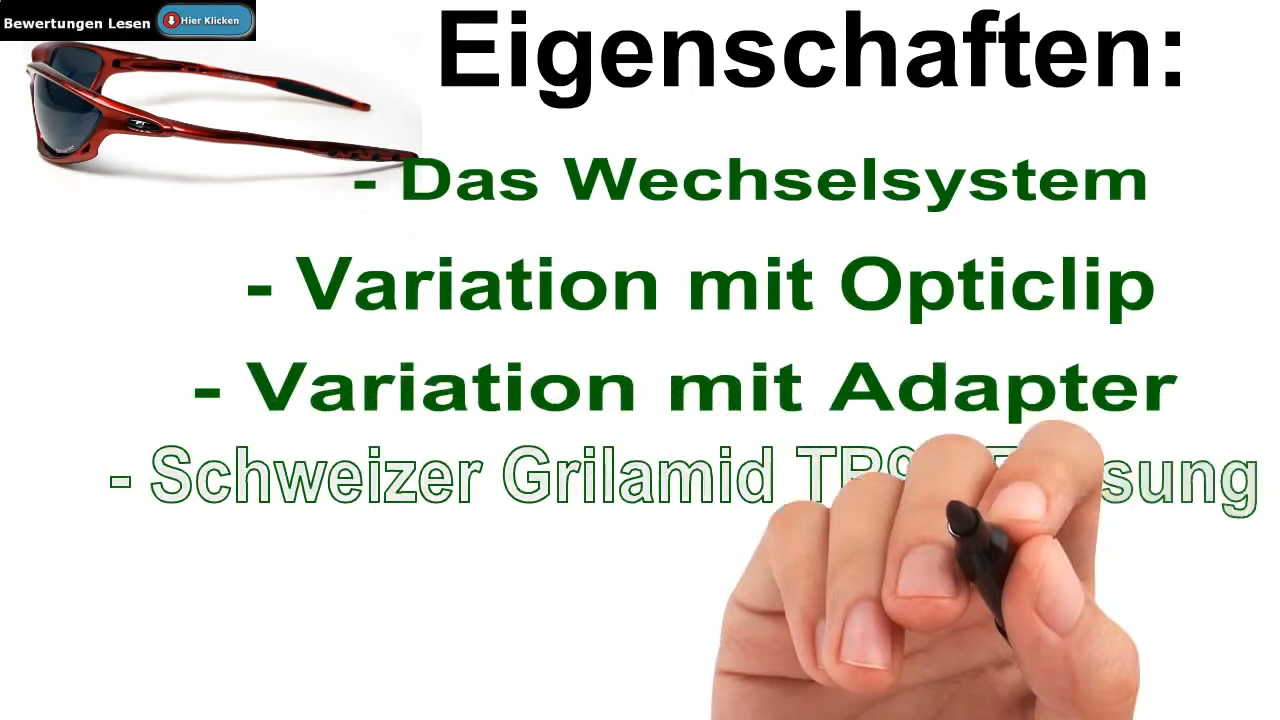 Bewertungen Lesen Hier Klicken
Eigenschaften:
- Das Wechselsystem
- Variation mit Opticlip
- Variation mit Adapter
- Schweizer Grilamid